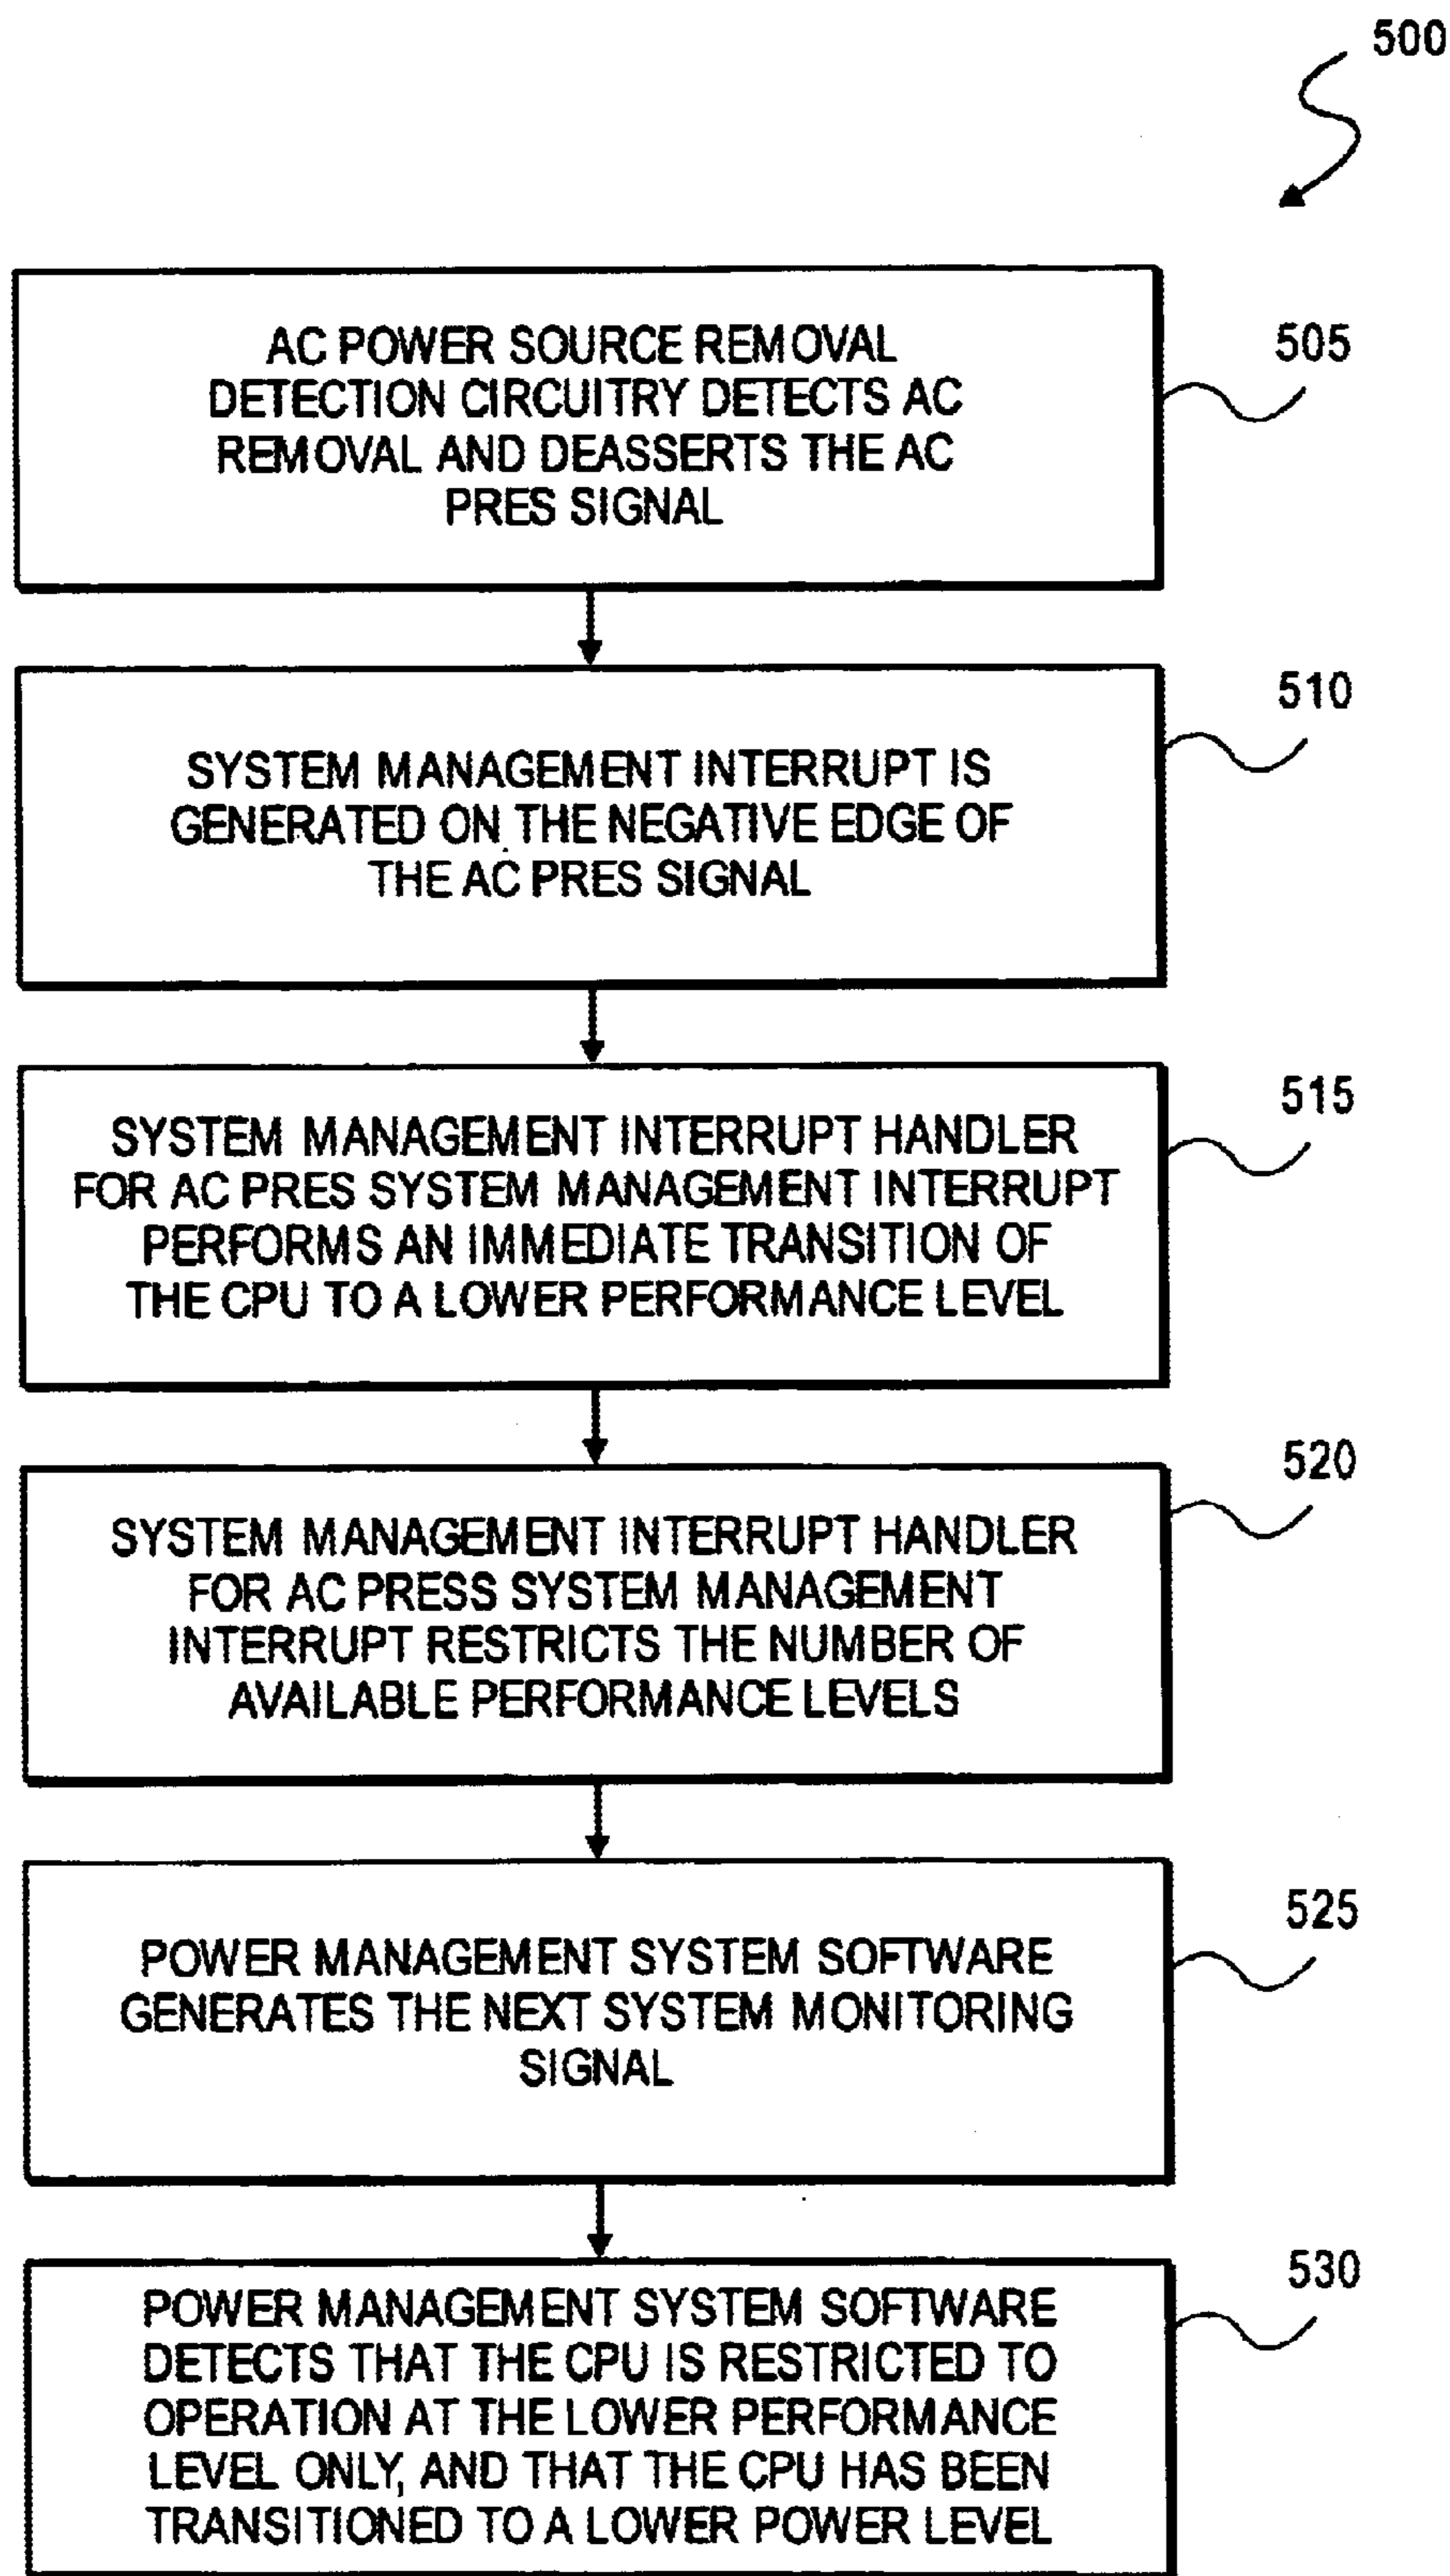 500
AC POWER SOURCE REMOVAL
DETECTION CIRCUITRY DETECTS AC
REMOVAL AND DEASSERTS THE AC
PRES SIGNAL
505
SYSTEM MANAGEMENT INTERRUPT IS
GENERATED ON THE NEGATIVE EDGE OF
THE AC PRES SIGNAL
510
SYSTEM MANAGEMENT INTERRUPT HANDLER
FOR AC PRES SYSTEM MANAGEMENT INTERRUPT
PERFORMS AN IMMEDIATE TRANSITION OF
THE CPU TO A LOWER PERFORMANCE LEVEL
515
SYSTEM MANAGEMENT INTERRUPT HANDLER
FOR AC PRESS SYSTEM MANAGEMENT
INTERRUPT RESTRICTS THE NUMBER OF
AVAILABLE PERFORMANCE LEVELS
520
POWER MANAGEMENT SYSTEM SOFTWARE
GENERATES THE NEXT SYSTEM MONITORING
SIGNAL
525
POWER MANAGEMENT SYSTEM SOFTWARE
DETECTS THAT THE CPU IS RESTRICTED TO
OPERATION AT THE LOWER PERFORMANCE
LEVEL ONLY, AND THAT THE CPU HAS BEEN
TRANSITIONED TO A LOWER POWER LEVEL
530